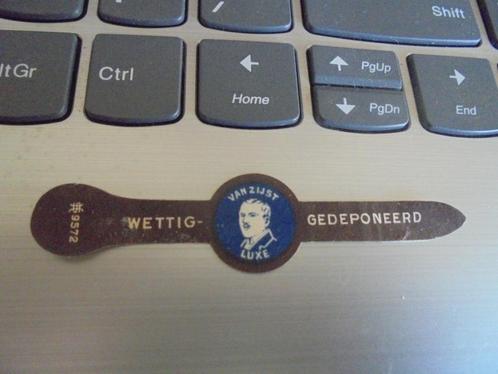 Shift
ltGr
Ctrl
Home
PgUp
PgDn
End
9572
WETTIG-
VAN ZIJST
LUXE
GEDEPONEERD